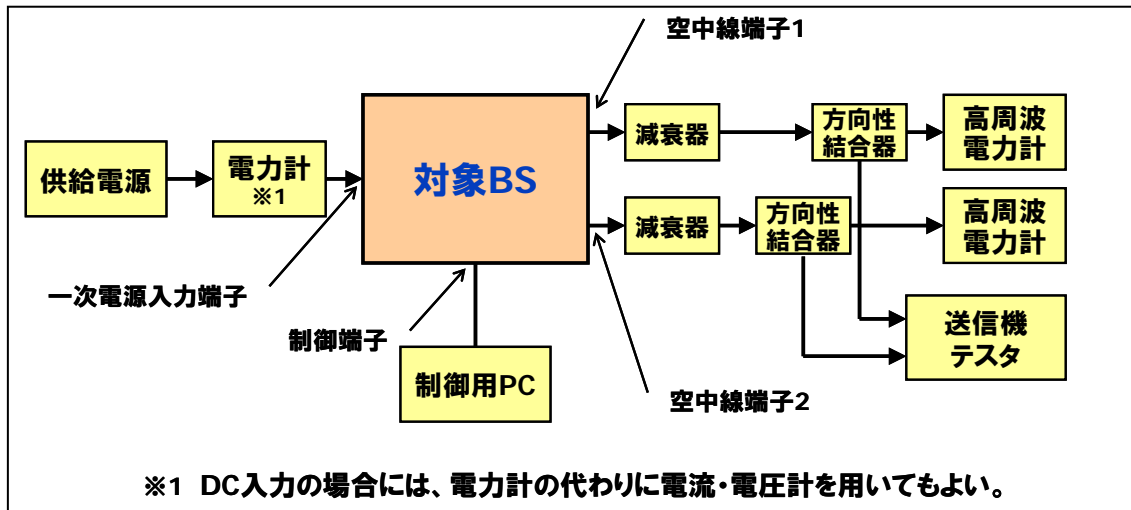 空中線端子1
供給電源
電力計
※1
対象BS
減衰器
方向性
結合器
高周波
電力計
減衰器
方向性
結合器
高周波
電力計
一次電源入力端子
制御端子
制御用PC
送信機
テスタ
空中線端子2
※1 DC入力の場合には、電力計の代わりに電流・電圧計を用いてもよい。